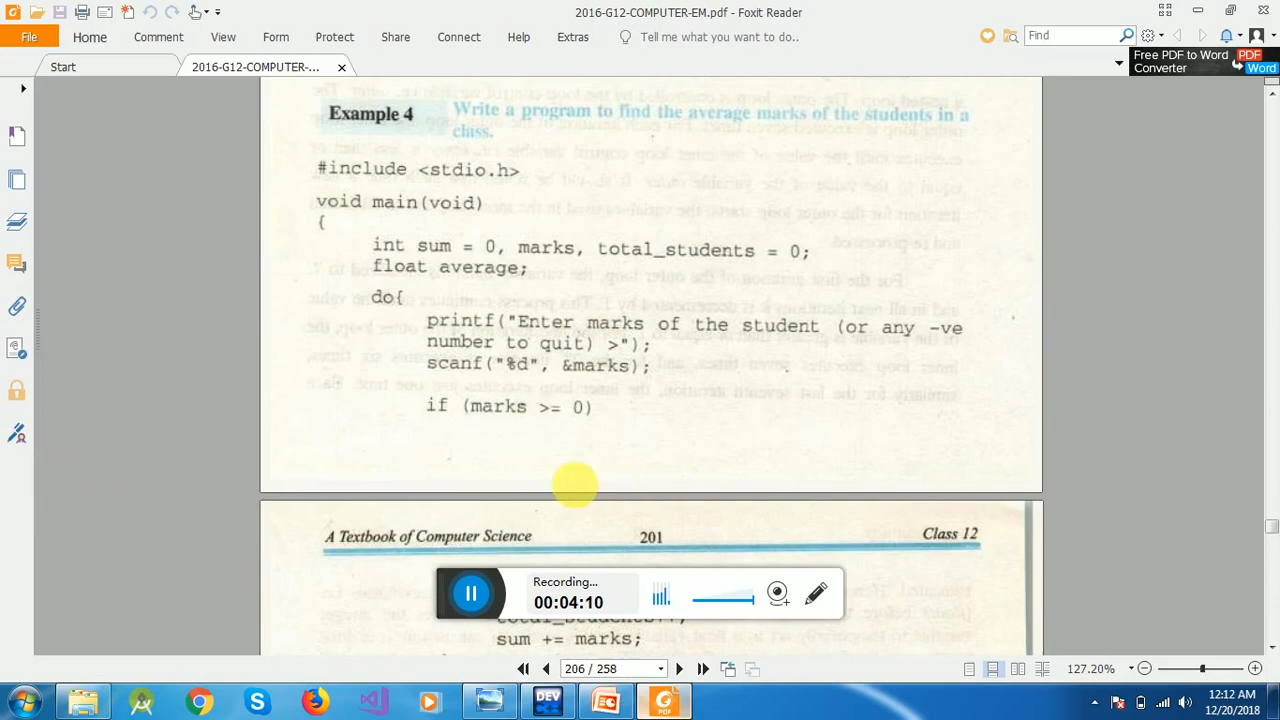 2016-G12-COMPUTER-EM.pdf - Foxit Reader
File Home Comment View Form Protect Share Connect Help Extras Tell me what you want to do.. Find
Start 2016-G12-COMPUTER-... Free PDF to Word Converter PDF Word
Example 4 Write a program to find the average marks of the students in a
class.
#include <stdio.h>
void main(void)
{
int sum = 0, marks, total_students = 0;
float average;
do{
printf("Enter marks of the student (or any -ve
number to quit) >");
scanf("%d", &marks);
if (marks >= 0)
A Textbook of Computer Science 201 Class 12
Recording...
00:04:10
total_students++;
sum += marks;
206 / 258 127.20%
DEV
PDF
12:12 AM
12/20/2018